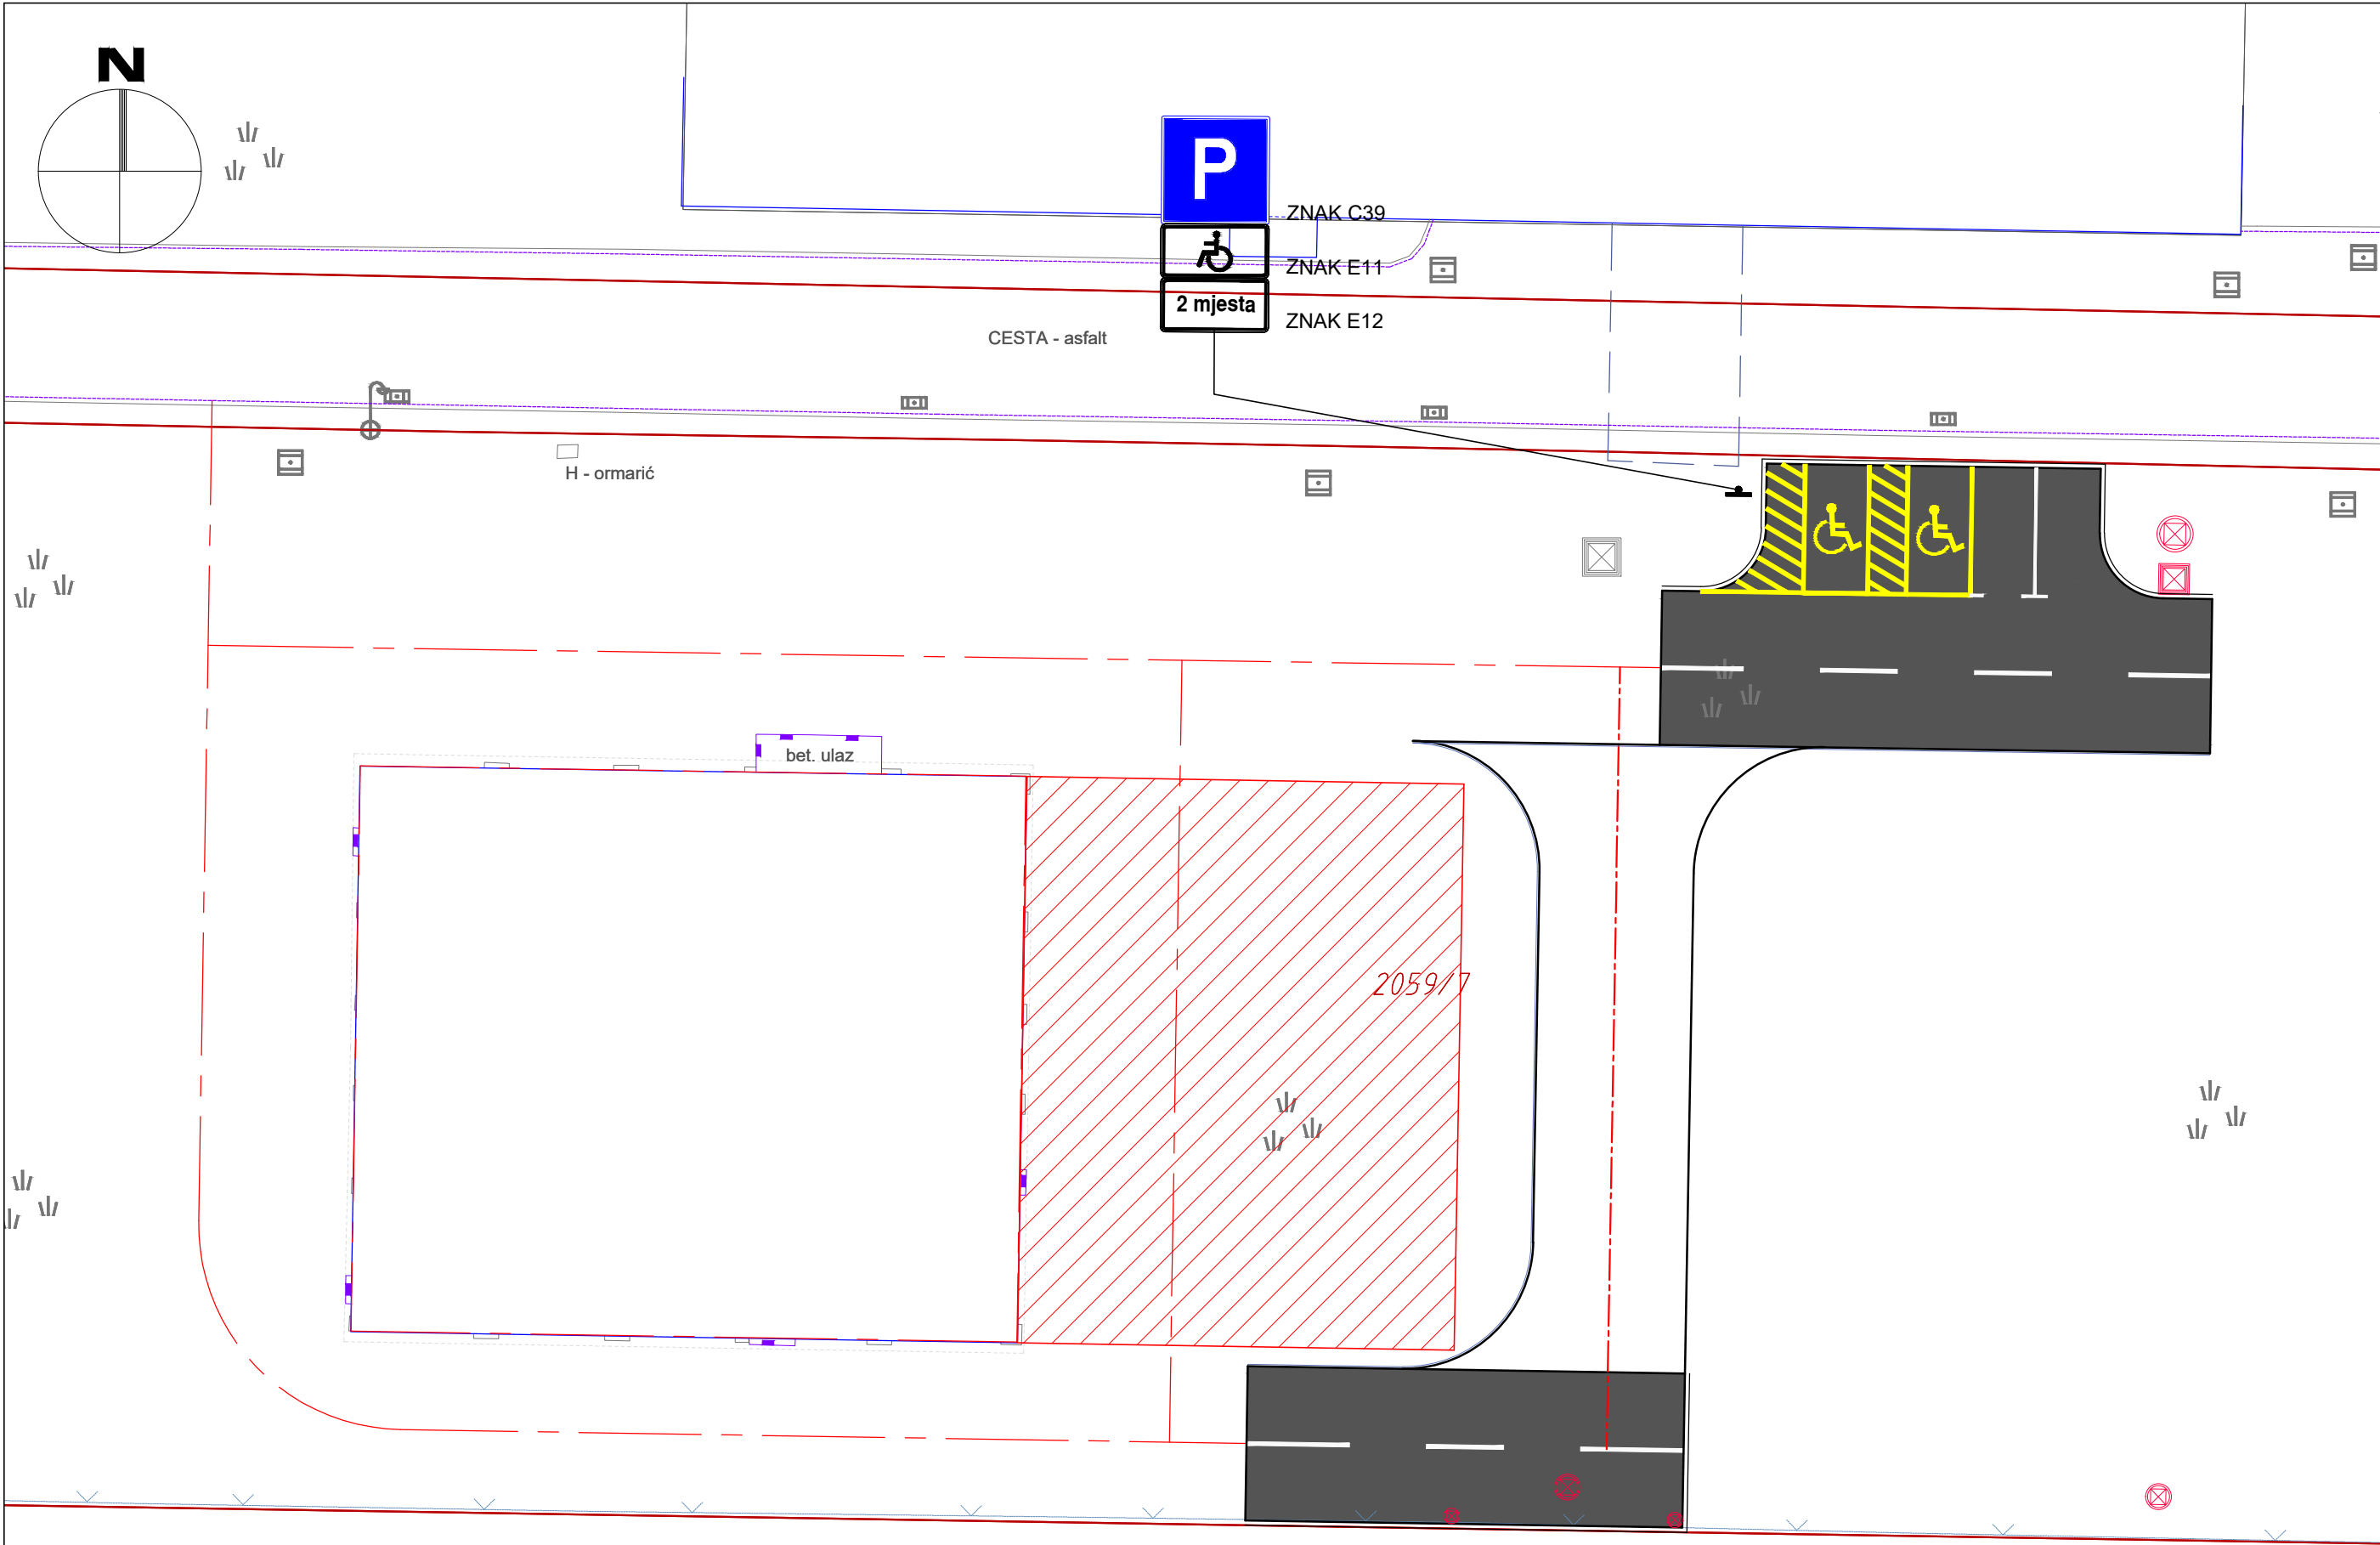 N
P
ZNAK C39
ZNAK E11
2 mjesta
ZNAK E12
CESTA - asfalt
H - ormarić
bet. ulaz
2059/7